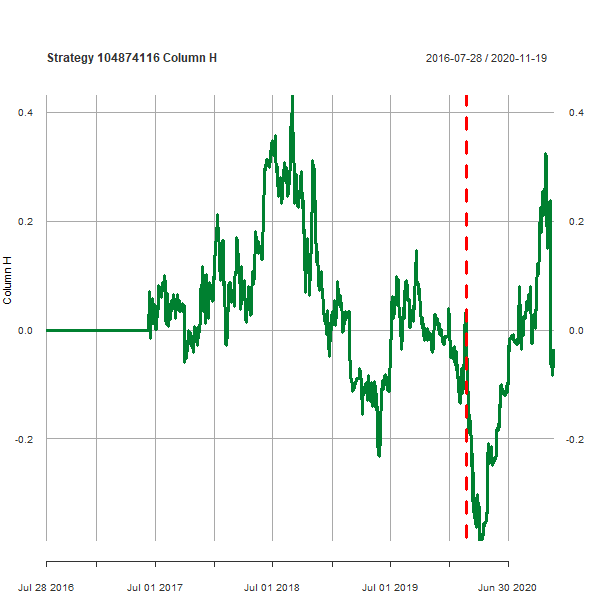 Strategy 104874116 Column H 2016-07-28 / 2020-11-19
0.4 0.4
0.2 0.2
Column H
0.0 0.0
-0.2 -0.2
Jul 28 2016 Jul 01 2017 Jul 01 2018 Jul 01 2019 Jun 30 2020